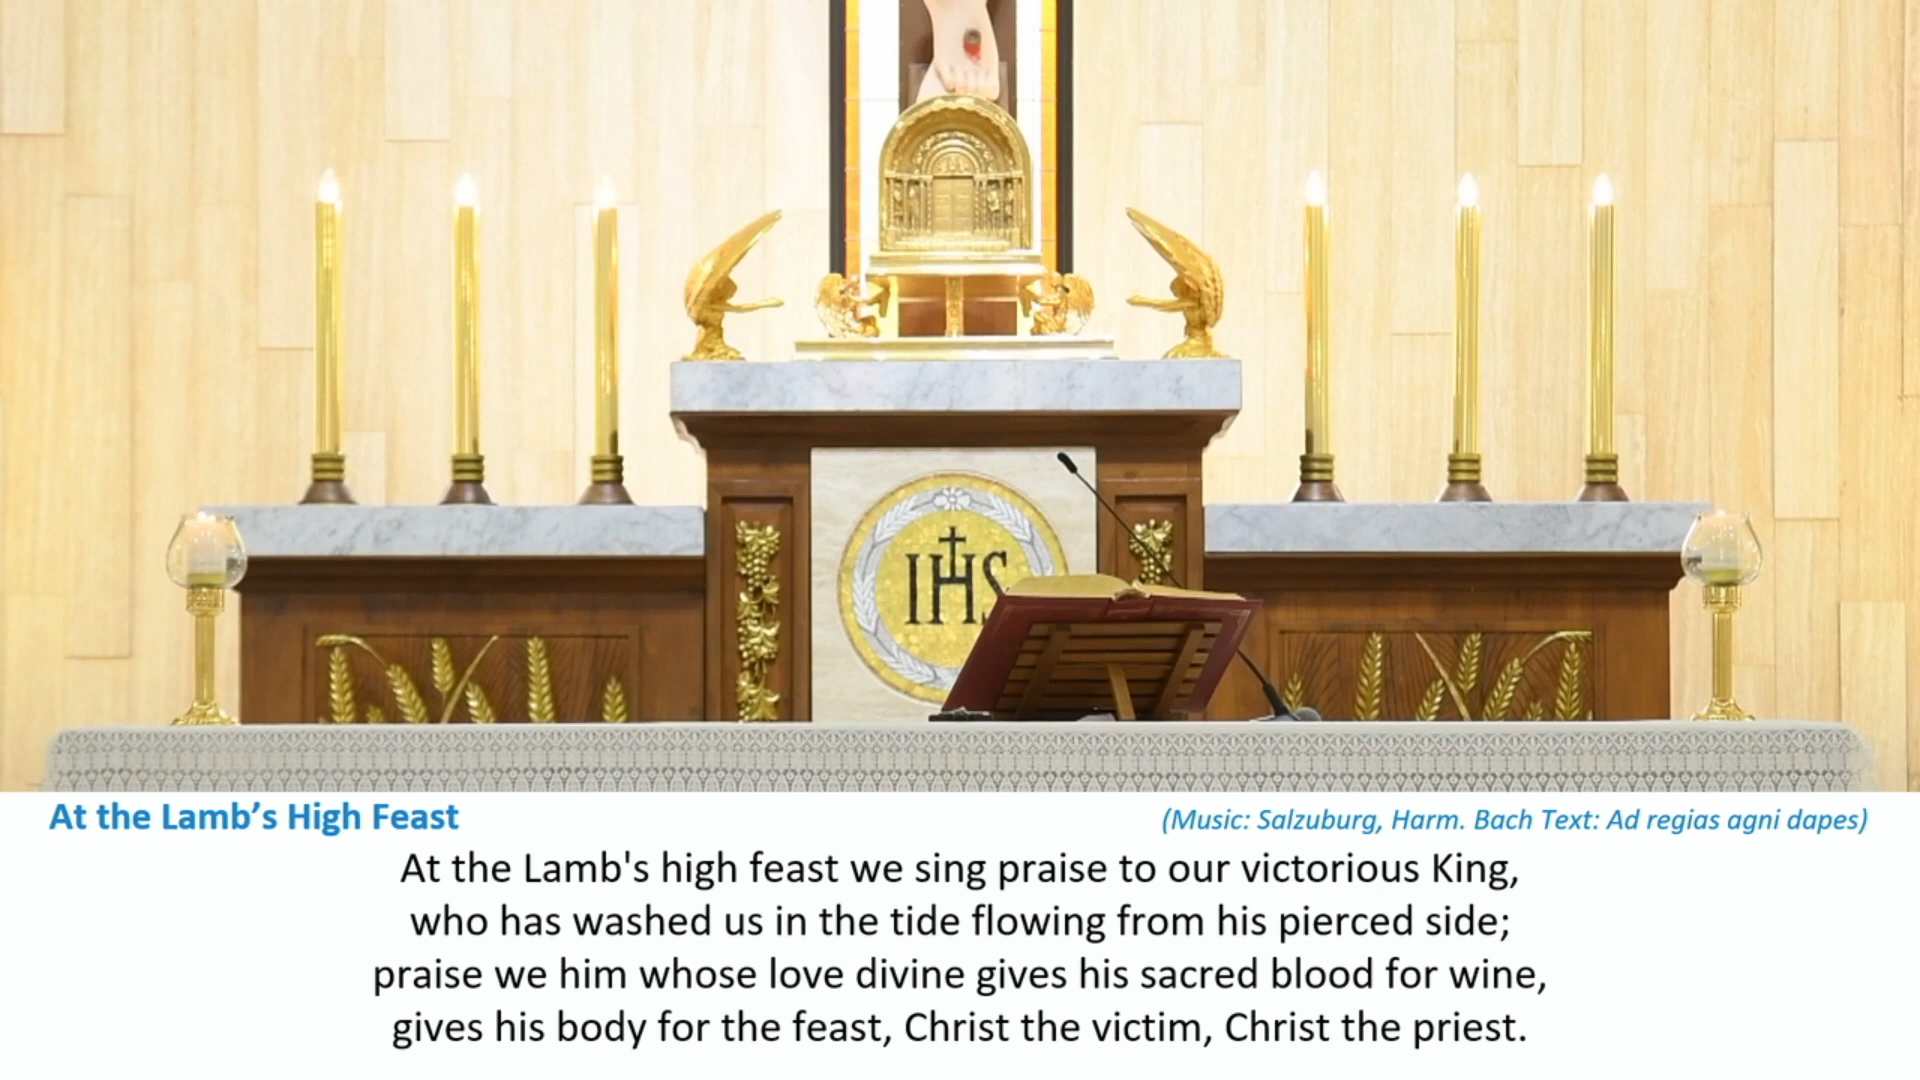 IHS
At the Lamb’s High Feast
(Music: Salzuburg, Harm. Bach Text: Ad regias agni dapes)
At the Lamb's high feast we sing praise to our victorious King,
who has washed us in the tide flowing from his pierced side;
praise we him whose love divine gives his sacred blood for wine,
gives his body for the feast, Christ the victim, Christ the priest.